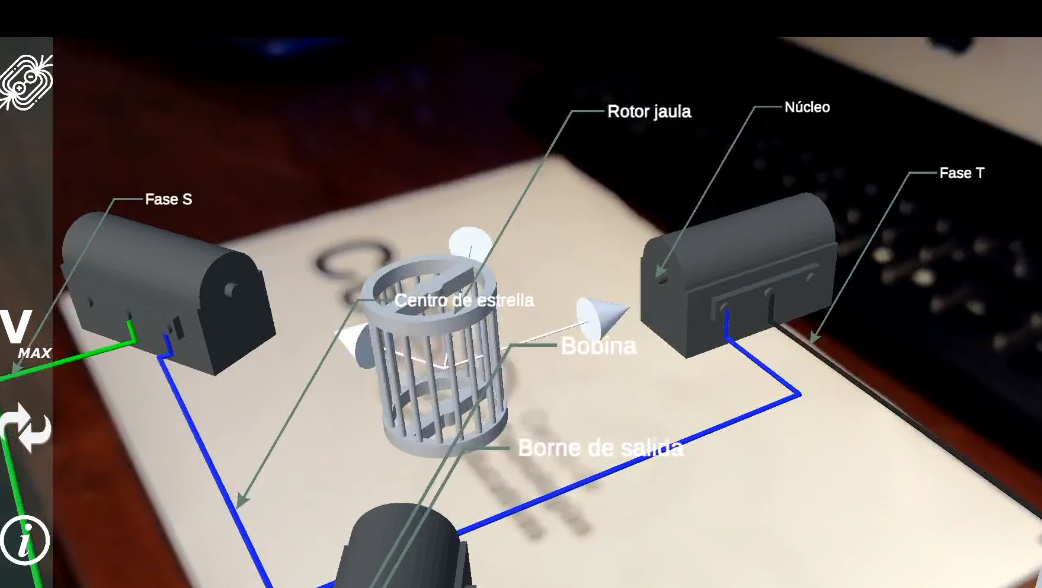 Rotor jaula
Núcleo
Fase T
Fase S
Centro de estrella
V
MAX
Bobina
Borne de salida
i